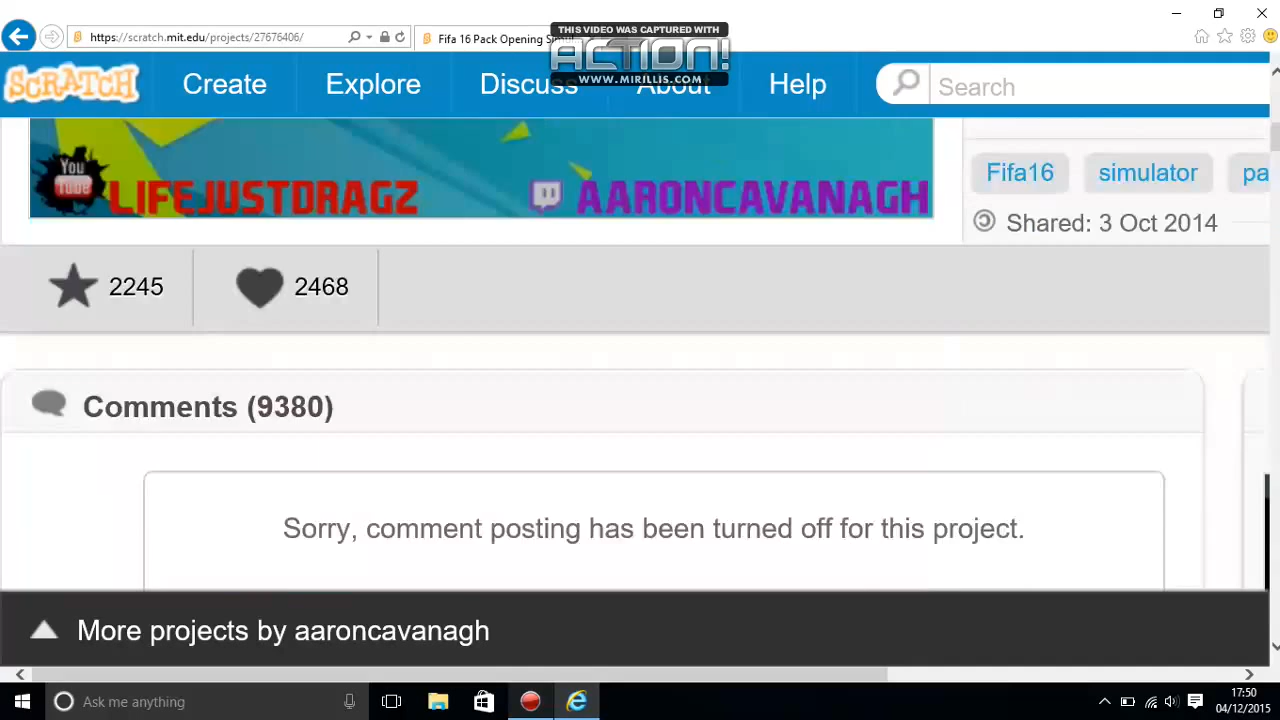 THIS VIDEO WAS CAPTURED WITH
ACTION!
WWW.MIRILLIS.COM
https://scratch.mit.edu/projects/27676406/
Fifa 16 Pack Opening
SCRATCH
Create
Explore
Discuss
About
Help
Search
You
Tube
LIFEJUSTDRAGZ
AARONCAVANAGH
Fifa16
simulator
pa
Shared: 3 Oct 2014
2245
2468
Comments (9380)
Sorry, comment posting has been turned off for this project.
More projects by aaroncavanagh
Ask me anything
17:50
04/12/2015